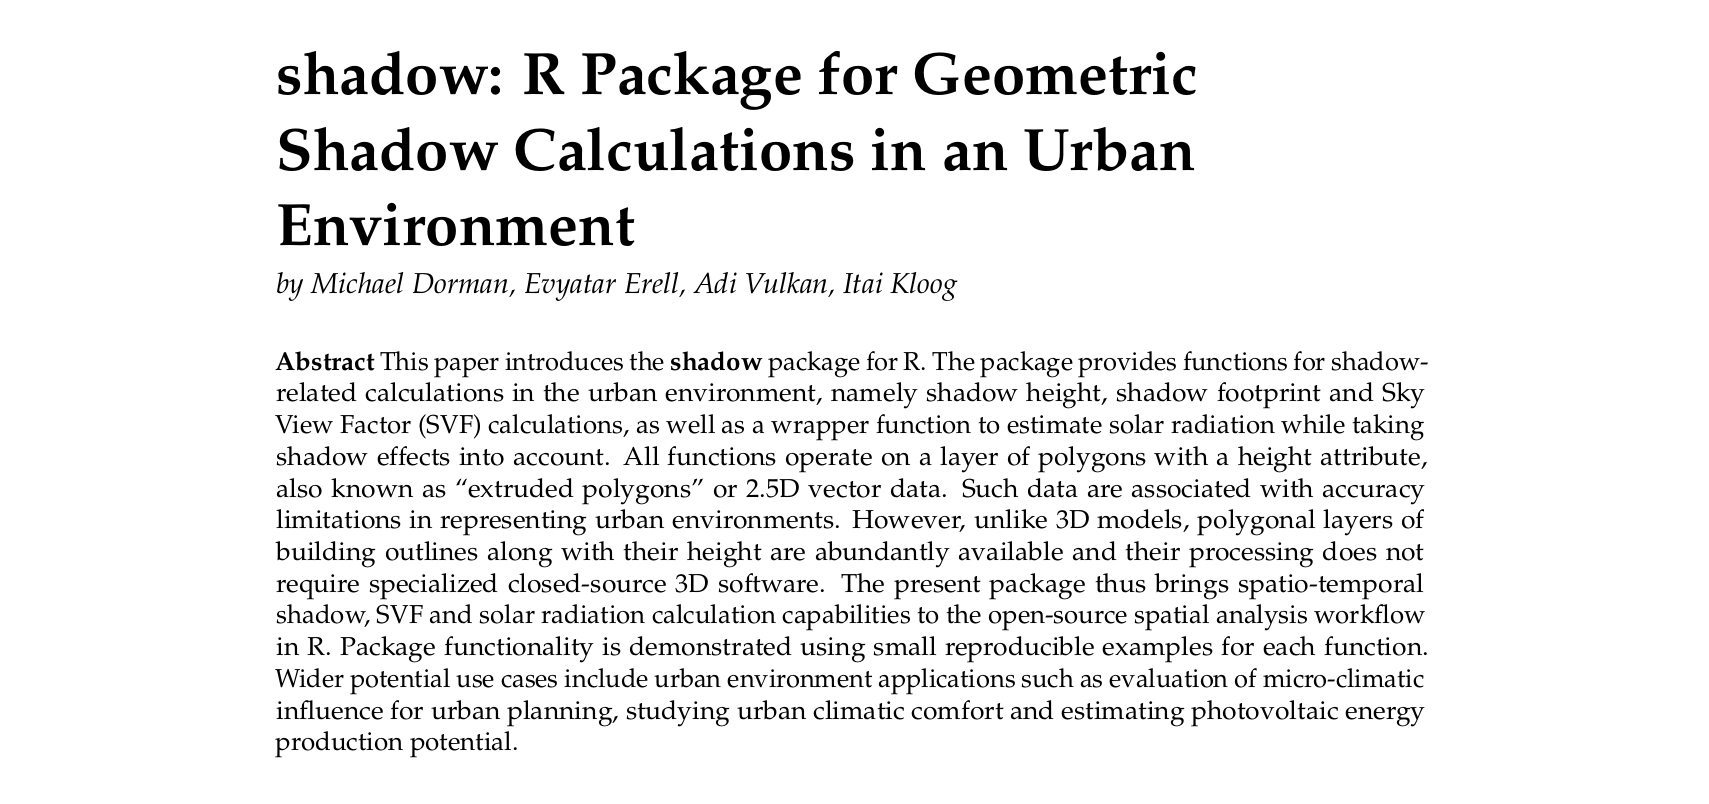 shadow: R Package for Geometric
Shadow Calculations in an Urban
Environment
by Michael Dorman, Evyatar Erell, Adi Vulkan, Itai Kloog
Abstract This paper introduces the shadow package for R. The package provides functions for shadow-
related calculations in the urban environment, namely shadow height, shadow footprint and Sky
View Factor (SVF) calculations, as well as a wrapper function to estimate solar radiation while taking
shadow effects into account. All functions operate on a layer of polygons with a height attribute,
also known as “extruded polygons” or 2.5D vector data. Such data are associated with accuracy
limitations in representing urban environments. However, unlike 3D models, polygonal layers of
building outlines along with their height are abundantly available and their processing does not
require specialized closed-source 3D software. The present package thus brings spatio-temporal
shadow, SVF and solar radiation calculation capabilities to the open-source spatial analysis workflow
in R. Package functionality is demonstrated using small reproducible examples for each function.
Wider potential use cases include urban environment applications such as evaluation of micro-climatic
influence for urban planning, studying urban climatic comfort and estimating photovoltaic energy
production potential.